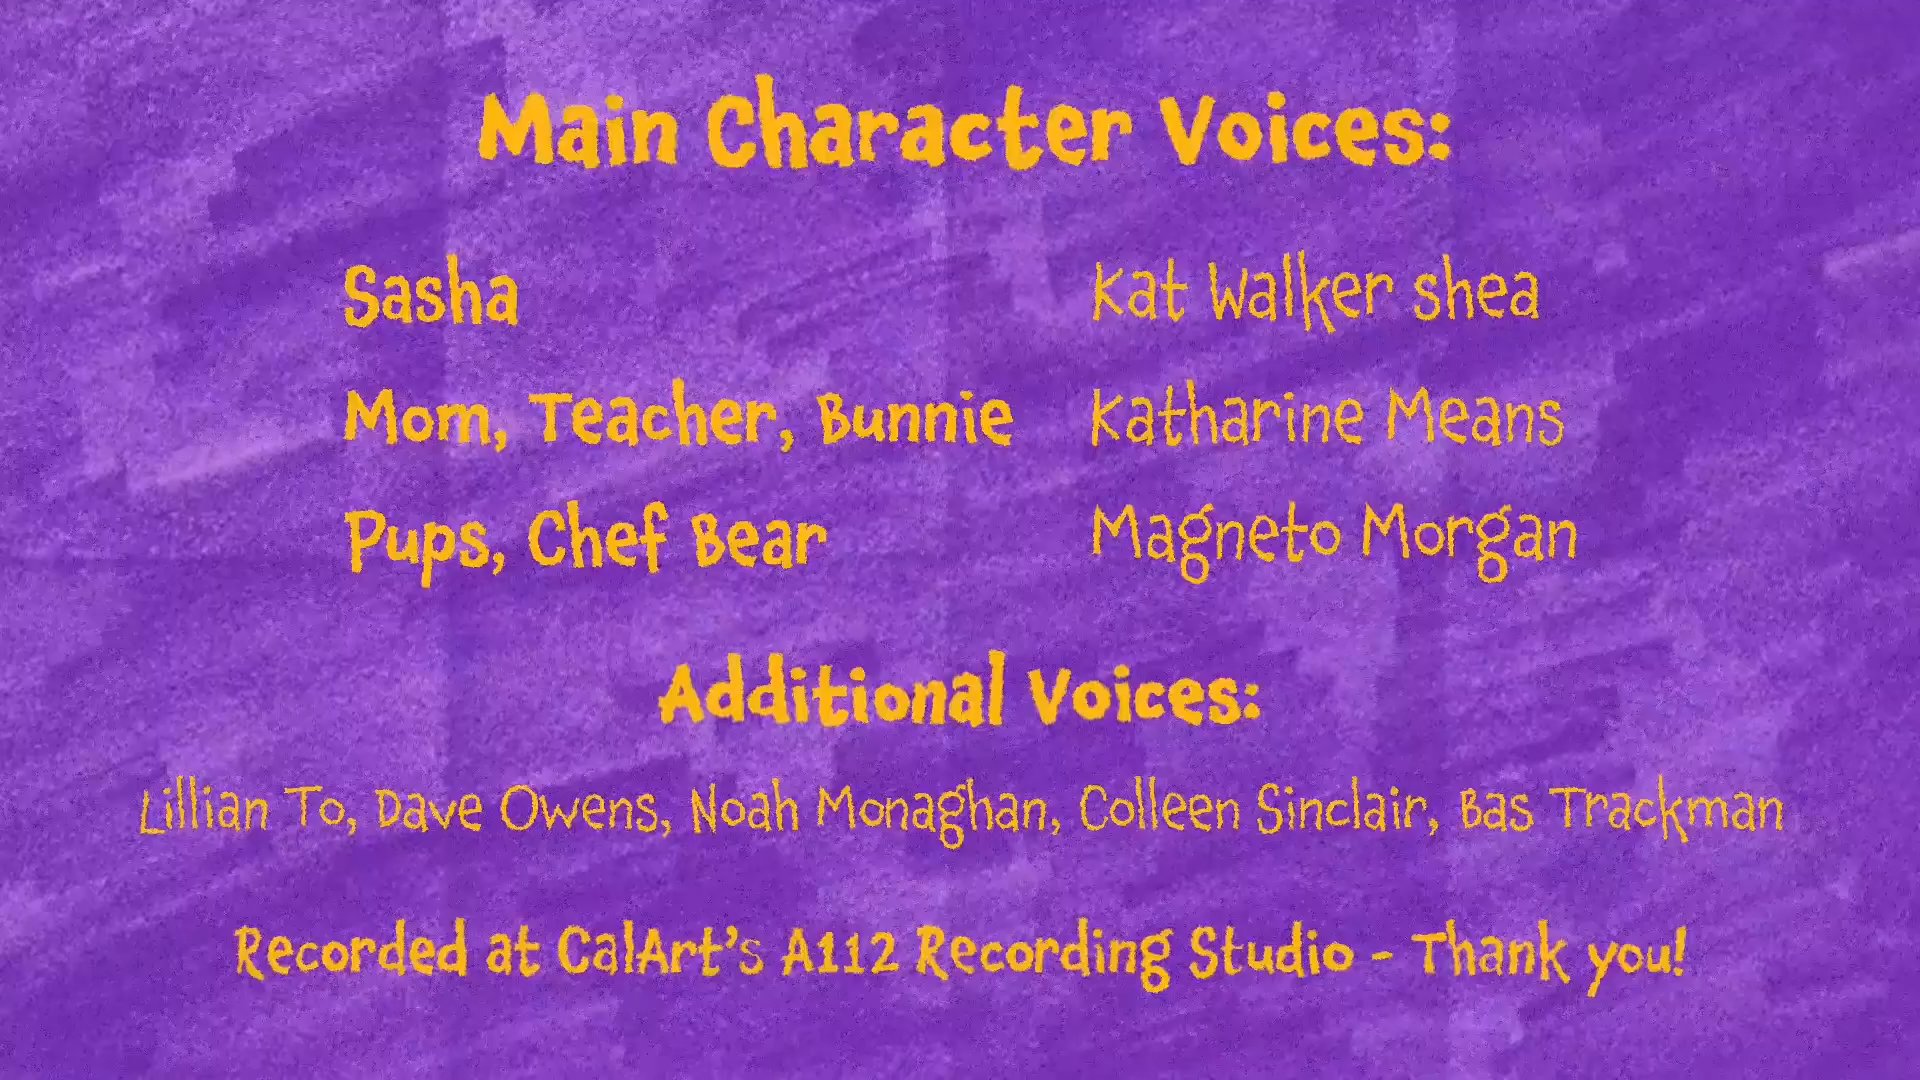 Main Character Voices:
Sasha Kat Walker shea
Mom, Teacher, Bunnie Katharine Means
Pups, Chef Bear Magneto Morgan
Additional Voices:
Lillian To, Dave Owens, Noah Monaghan, Colleen Sinclair, Bas Trackman
Recorded at CalArt's A112 Recording Studio - Thank you!